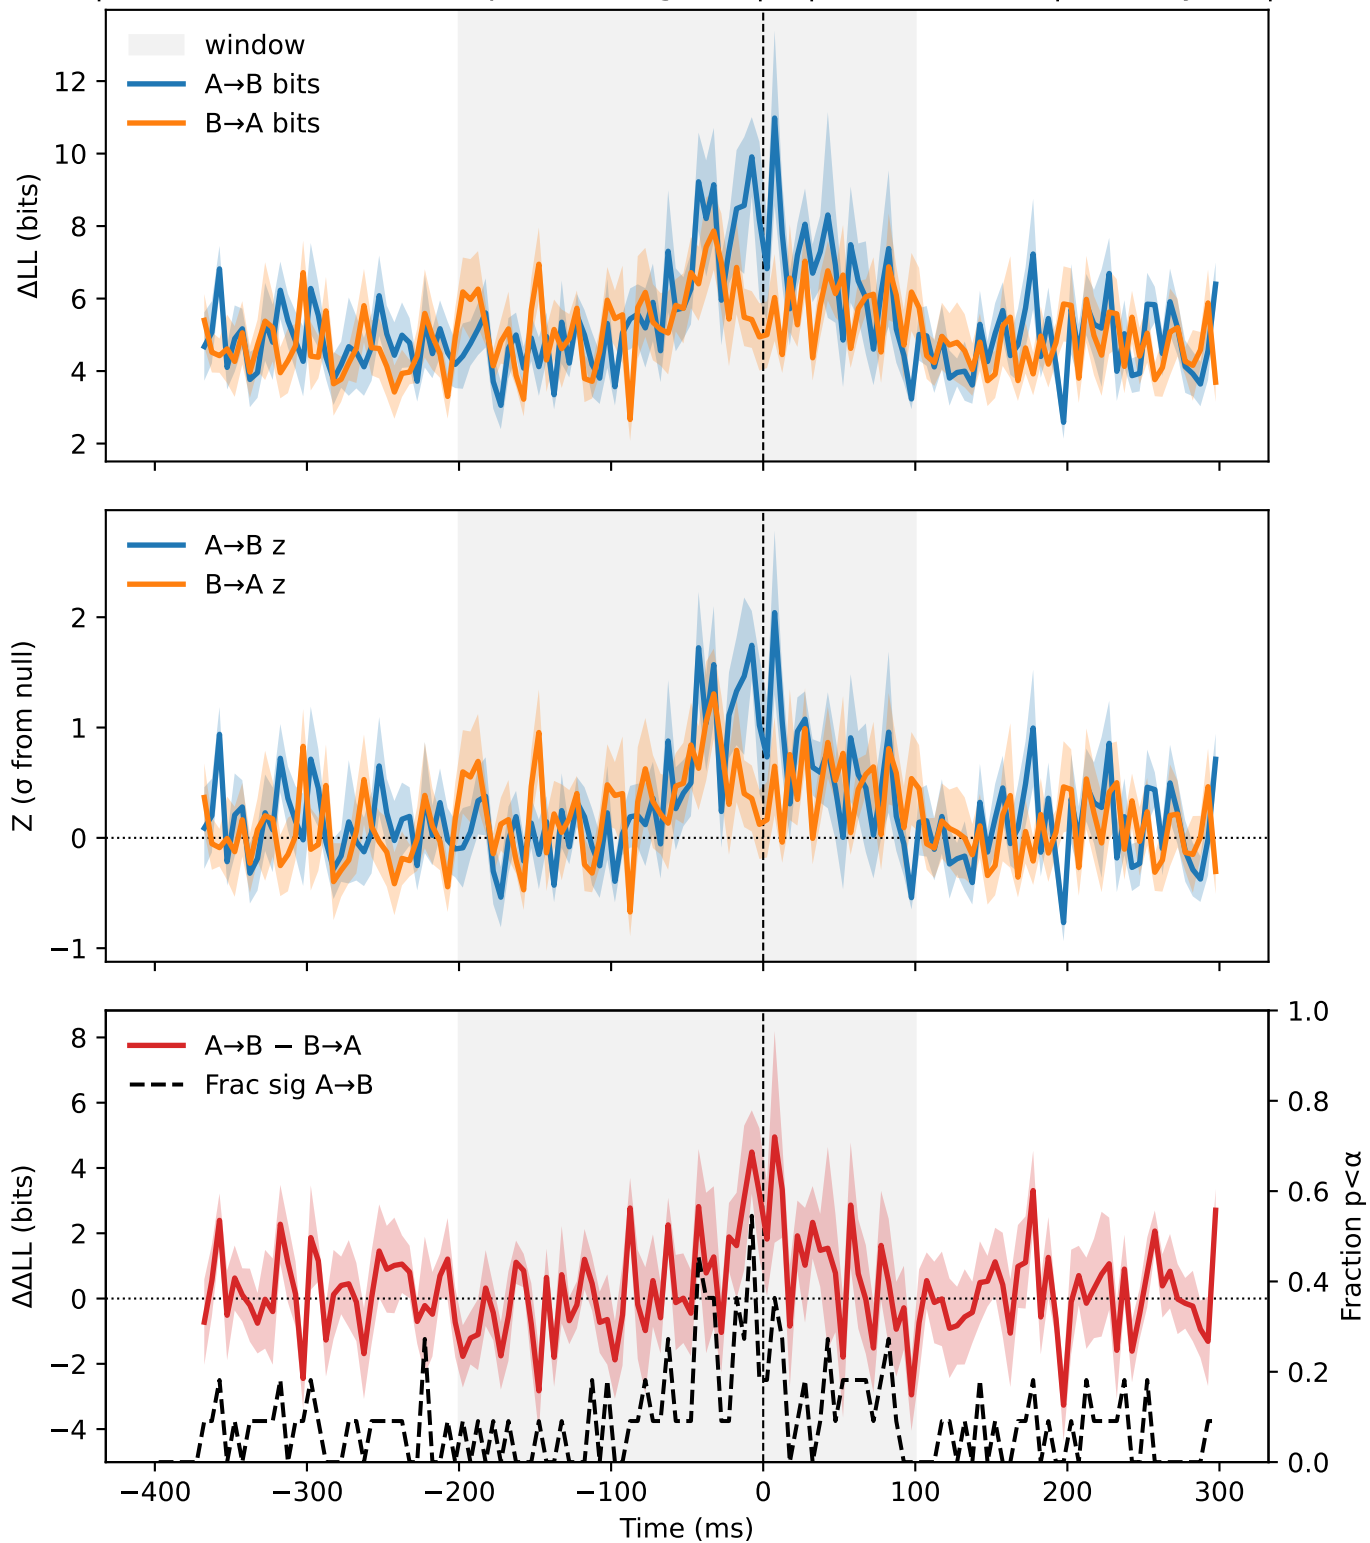 window
A→B bits
B→A bits
ΔLL (bits)
12
10
8
6
4
2
A→B z
B→A z
Z (σ from null)
2
1
0
−1
A→B − B→A
Frac sig A→B
ΔΔLL (bits)
8
6
4
2
0
−2
−4
1.0
0.8
0.6
0.4
0.2
0.0
Fraction p<α
−400
−300
−200
−100
0
100
200
300
Time (ms)